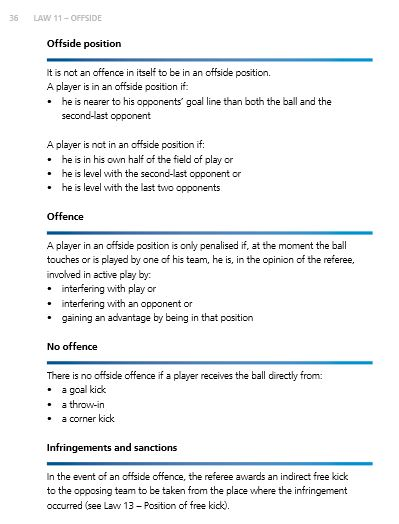 36 LAW 11 – OFFSIDE
Offside position
It is not an offence in itself to be in an offside position.
A player is in an offside position if:
• he is nearer to his opponents’ goal line than both the ball and the
second-last opponent
A player is not in an offside position if:
• he is in his own half of the field of play or
• he is level with the second-last opponent or
• he is level with the last two opponents
Offence
A player in an offside position is only penalised if, at the moment the ball
touches or is played by one of his team, he is, in the opinion of the referee,
involved in active play by:
• interfering with play or
• interfering with an opponent or
• gaining an advantage by being in that position
No offence
There is no offside offence if a player receives the ball directly from:
• a goal kick
• a throw-in
• a corner kick
Infringements and sanctions
In the event of an offside offence, the referee awards an indirect free kick
to the opposing team to be taken from the place where the infringement
occurred (see Law 13 – Position of free kick).